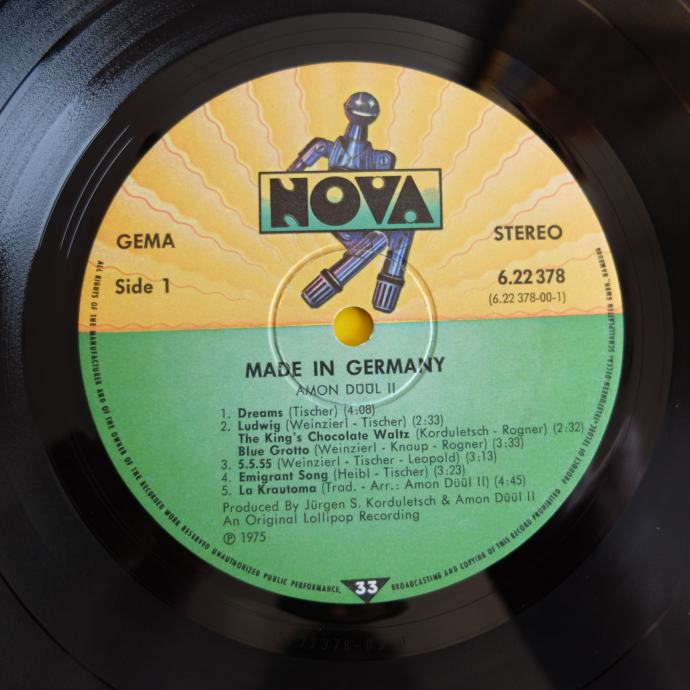 NOVA
GEMA
STEREO
Side 1
6.22 378
(6.22 378-00-1)
MADE IN GERMANY
AMON DÜÜL II
1. Dreams (Tischer) (4:08)
2. Ludwig (Weinzierl - Tischer) (2:33)
The King's Chocolate Waltz (Korduletsch - Rogner) (2:32)
Blue Grotto (Weinzierl - Knaup - Rogner) (3:33)
3. 5.5.55 (Weinzierl - Tischer - Leopold) (3:13)
4. Emigrant Song (Heibl - Tischer) (3:23)
5. La Krautoma (Trad. - Arr.: Amon Düül II) (4:45)
Produced By Jürgen S. Korduletsch & Amon Düül II
An Original Lollipop Recording
℗ 1975
33
ALL RIGHTS OF THE MANUFACTURER AND OF THE OWNER OF THE RECORDED WORK RESERVED UNAUTHORIZED PUBLIC PERFORMANCE, BROADCASTING AND COPYING OF THIS RECORD PROHIBITED PRODUCT OF TELDEC »TELEFUNKEN-DECCA« SCHALLPLATTEN GMBH, HAMBURG